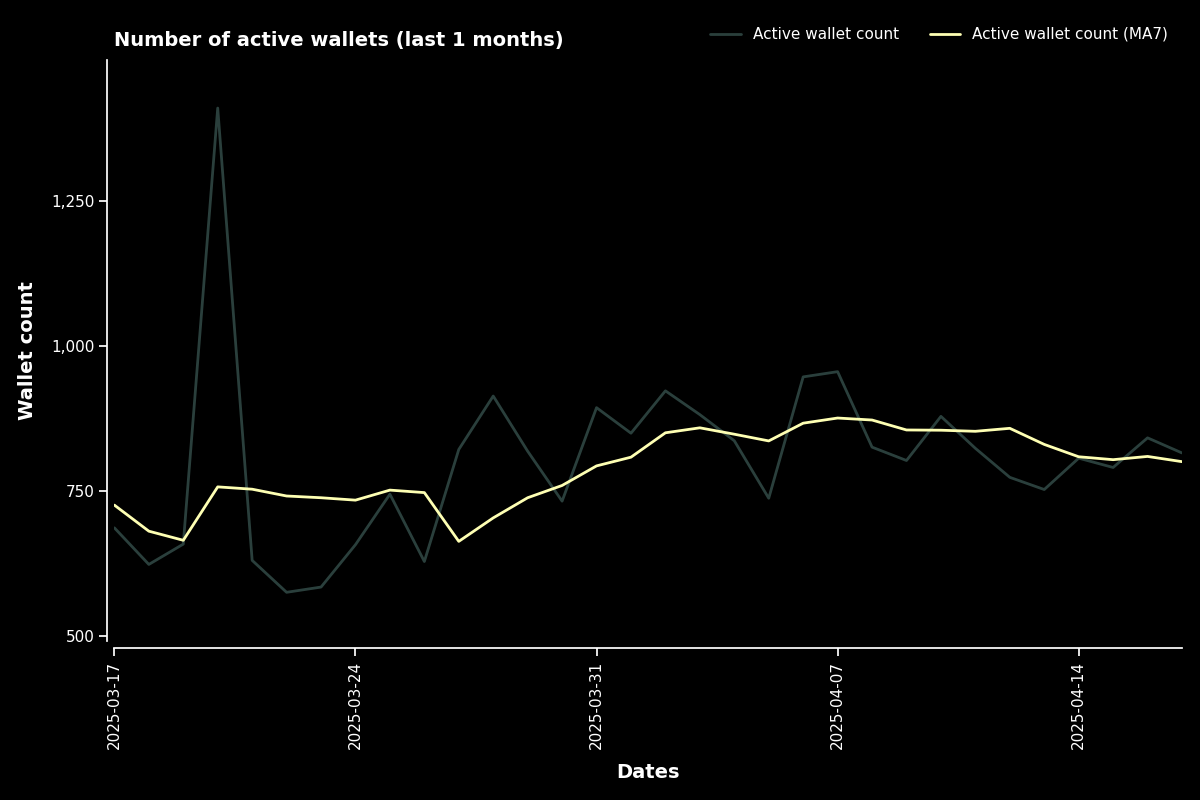 Number of active wallets (last 1 months)
Active wallet count
Active wallet count (MA7)
Wallet count
1,250
1,000
750
500
2025-03-17
2025-03-24
2025-03-31
2025-04-07
2025-04-14
Dates